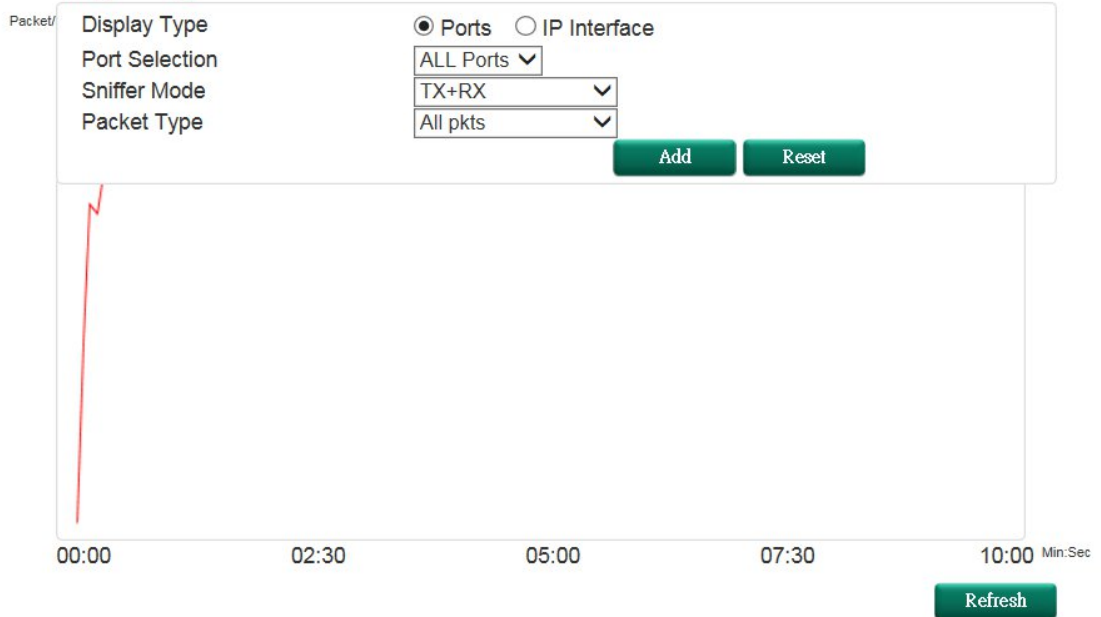 Packet/
Display Type Ports IP Interface
Port Selection ALL Ports
Sniffer Mode TX+RX
Packet Type All pkts
Add Reset
00:00 02:30 05:00 07:30 10:00 Min:Sec
Refresh